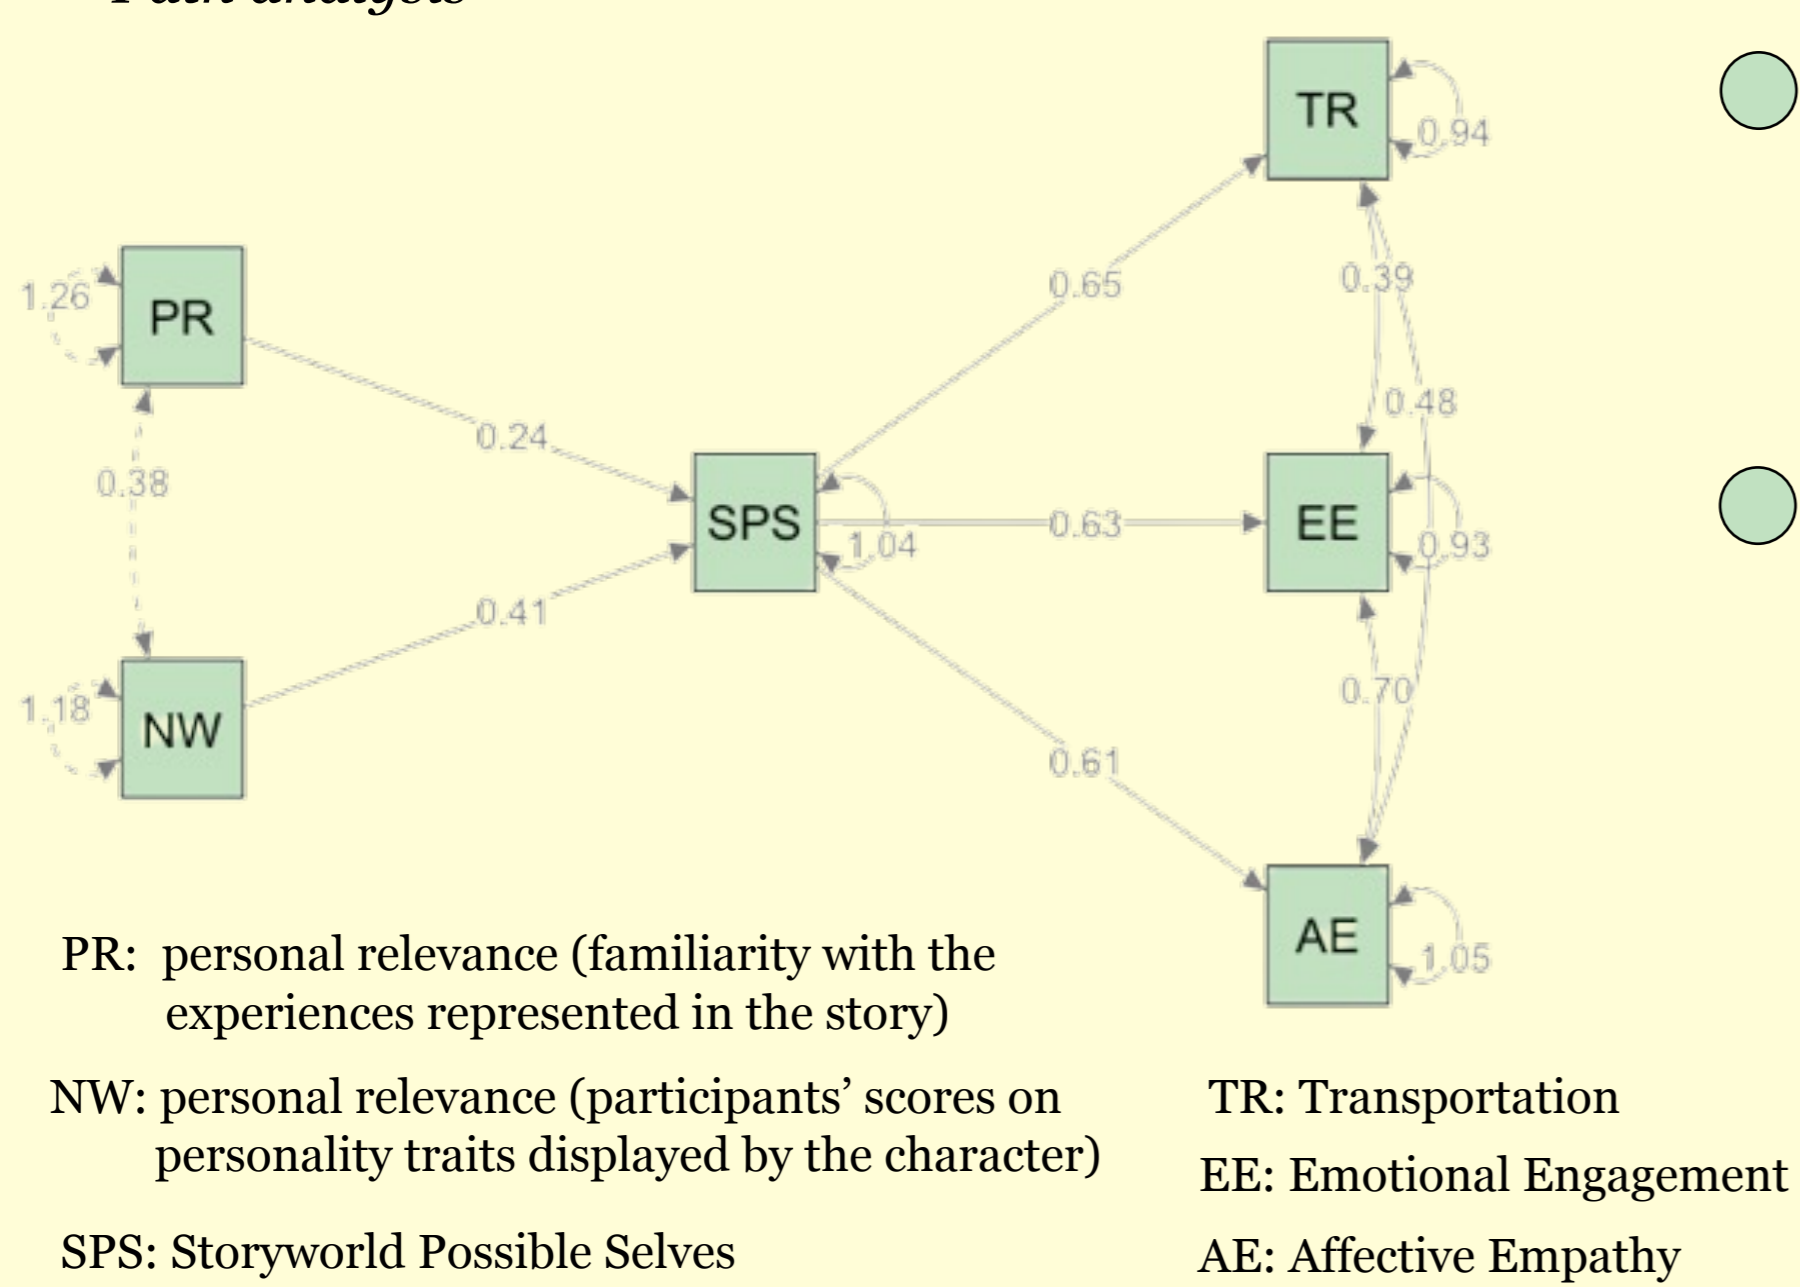 Path analysis
TR
0.94
0.65
0.39
PR
1.26
0.24
0.48
0.38
SPS
1.04
0.63
EE
0.93
0.41
NW
1.18
0.70
0.61
AE
1.05
PR: personal relevance (familiarity with the
experiences represented in the story)
NW: personal relevance (participants’ scores on
personality traits displayed by the character)
SPS: Storyworld Possible Selves
TR: Transportation
EE: Emotional Engagement
AE: Affective Empathy